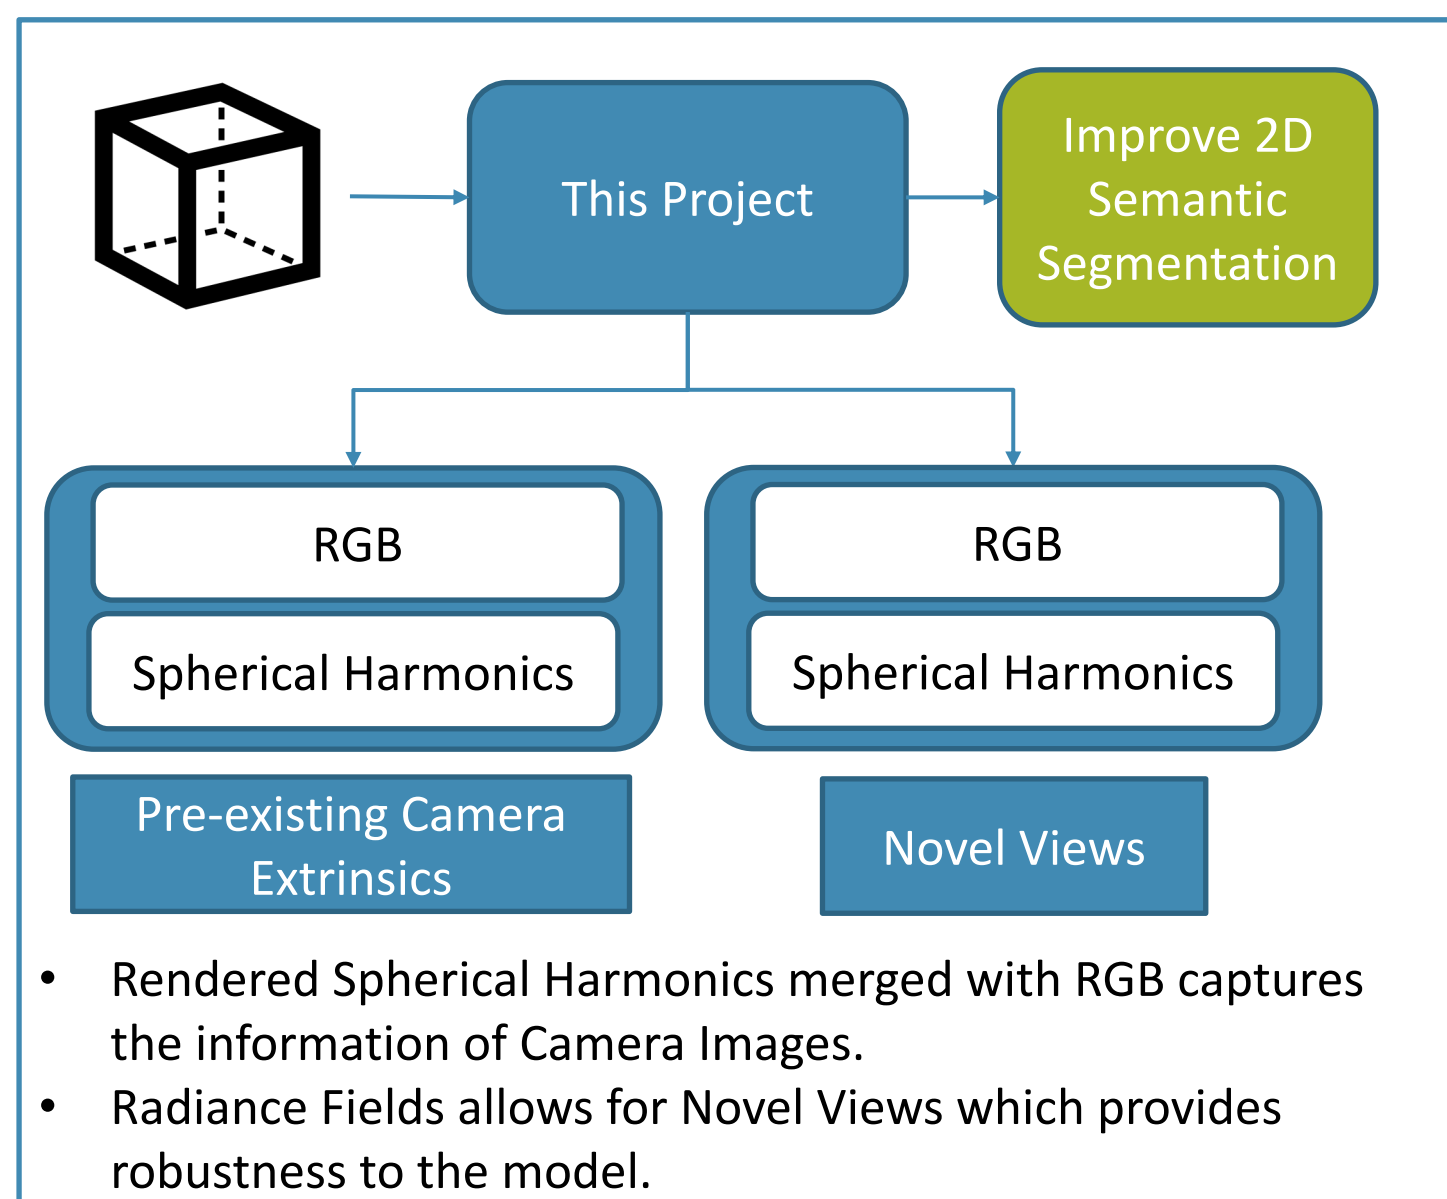 This Project
Improve 2D
Semantic
Segmentation
RGB
Spherical Harmonics
RGB
Spherical Harmonics
Pre-existing Camera
Extrinsics
Novel Views
• Rendered Spherical Harmonics merged with RGB captures
the information of Camera Images.
• Radiance Fields allows for Novel Views which provides
robustness to the model.